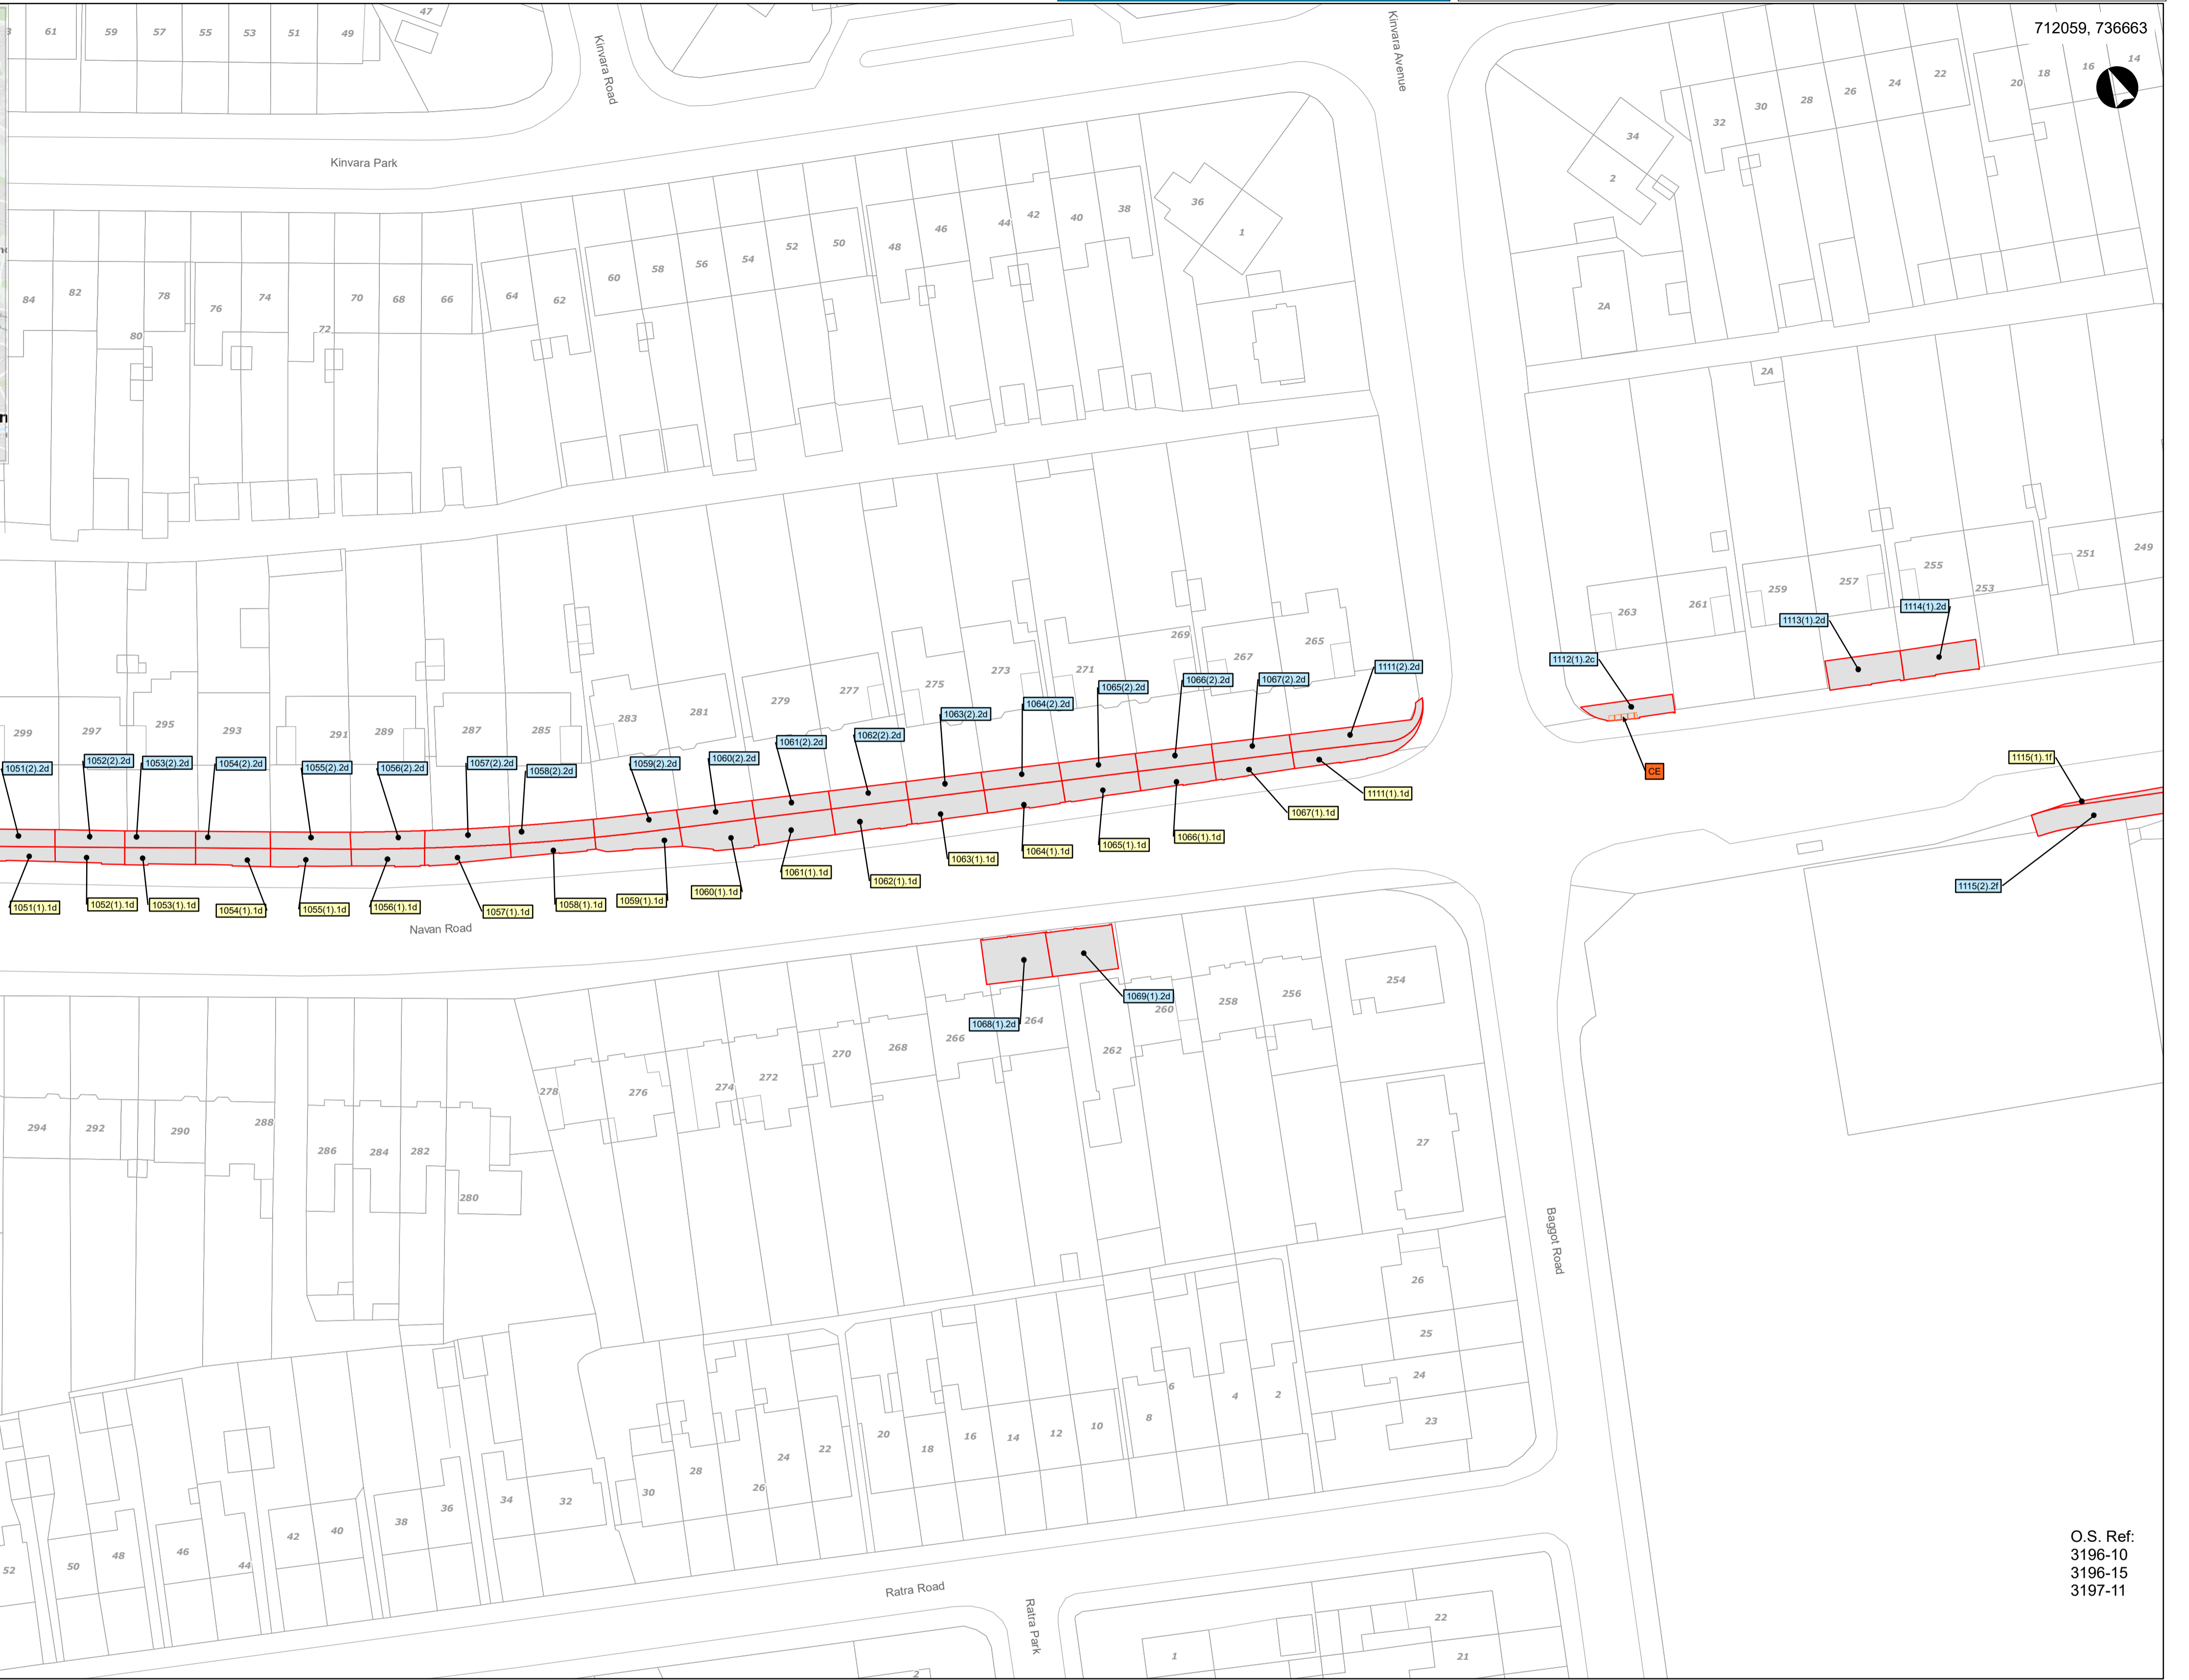 47
61
59
57
55
53
51
49
Kinvara Road
Kinvara Avenue
712059, 736663
14
16
18
20
22
24
26
28
30
32
34
2
Kinvara Park
36
1
38
40
42
44
46
48
50
52
54
56
58
60
62
64
66
68
70
72
74
76
78
80
82
84
2A
2A
249
251
253
255
257
259
261
263
265
267
269
271
273
275
277
279
281
283
285
287
289
291
293
295
297
299
1051(2).2d
1052(2).2d
1053(2).2d
1054(2).2d
1055(2).2d
1056(2).2d
1057(2).2d
1058(2).2d
1059(2).2d
1060(2).2d
1061(2).2d
1062(2).2d
1063(2).2d
1064(2).2d
1065(2).2d
1066(2).2d
1067(2).2d
1111(2).2d
1112(1).2c
1113(1).2d
1114(1).2d
CE
1115(1).1f
1115(2).2f
1051(1).1d
1052(1).1d
1053(1).1d
1054(1).1d
1055(1).1d
1056(1).1d
1057(1).1d
1058(1).1d
1059(1).1d
1060(1).1d
1061(1).1d
1062(1).1d
1063(1).1d
1064(1).1d
1065(1).1d
1066(1).1d
1067(1).1d
1111(1).1d
Navan Road
1068(1).2d
1069(1).2d
254
256
258
260
262
264
266
268
270
272
274
276
278
280
282
284
286
288
290
292
294
27
Baggot Road
26
25
24
23
2
4
6
8
10
12
14
16
18
20
22
24
26
28
30
32
34
36
38
40
42
44
46
48
50
52
Ratra Road
Ratra Park
1
2
22
21
O.S. Ref:
3196-10
3196-15
3197-11